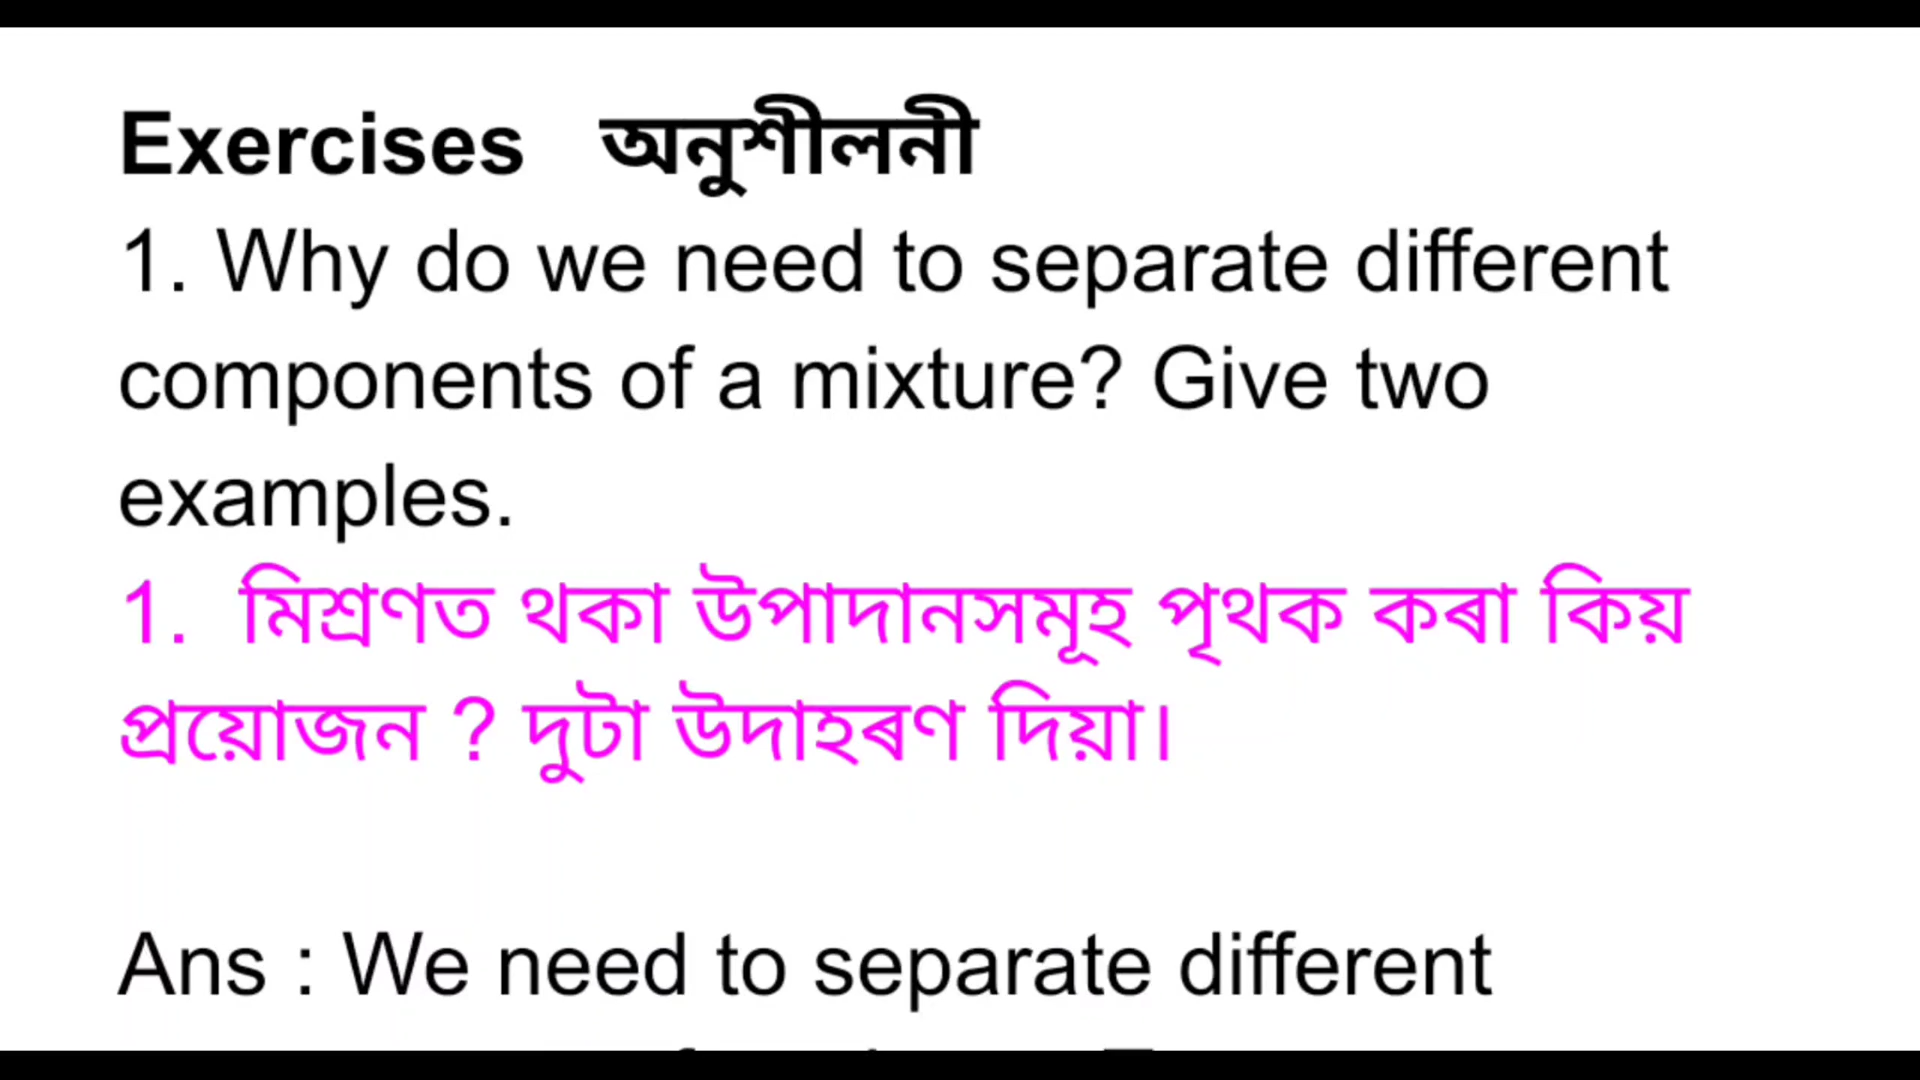 Exercises অনুশীলনী
1. Why do we need to separate different
components of a mixture? Give two
examples.
1. মিশ্ৰণত থকা উপাদানসমূহ পৃথক কৰা কিয়
প্ৰয়োজন ? দুটা উদাহৰণ দিয়া।
Ans : We need to separate different